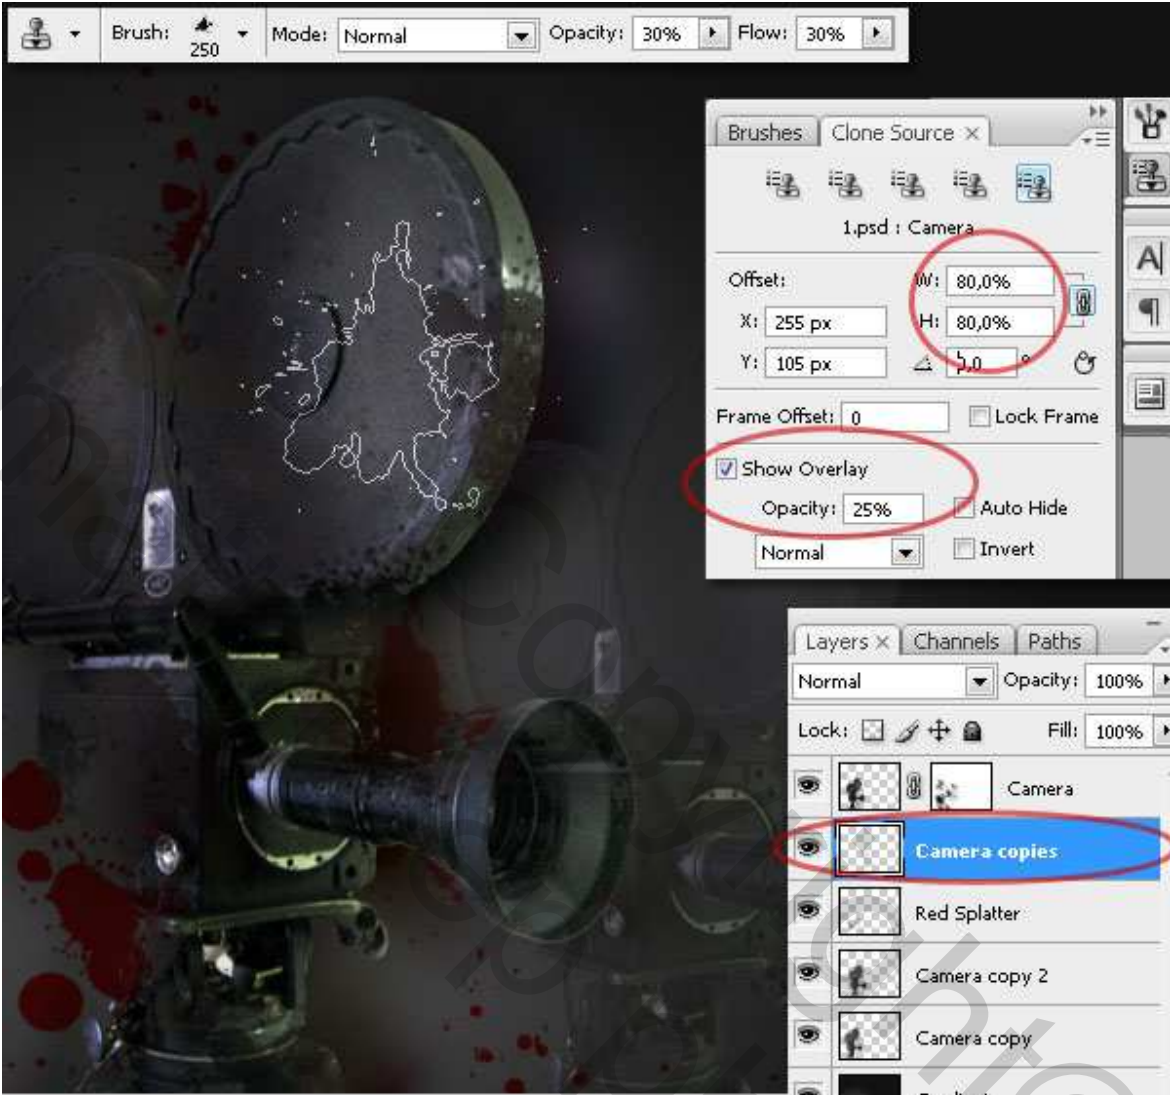 Brush: 250 Mode: Normal Opacity: 30% Flow: 30%
Brushes Clone Source ×
1.psd : Camera
Offset: W: 80,0%
X: 255 px H: 80,0%
Y: 105 px
Frame Offset: 0 Lock Frame
Show Overlay
Opacity: 25% Auto Hide
Normal Invert
Layers × Channels Paths
Normal Opacity: 100%
Lock: Fill: 100%
Camera
Camera copies
Red Splatter
Camera copy 2
Camera copy